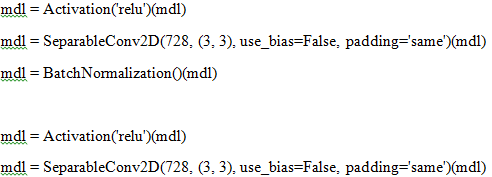 mdl = Activation('relu')(mdl)
mdl = SeparableConv2D(728, (3, 3), use_bias=False, padding='same')(mdl)
mdl = BatchNormalization()(mdl)
mdl = Activation('relu')(mdl)
mdl = SeparableConv2D(728, (3, 3), use_bias=False, padding='same')(mdl)